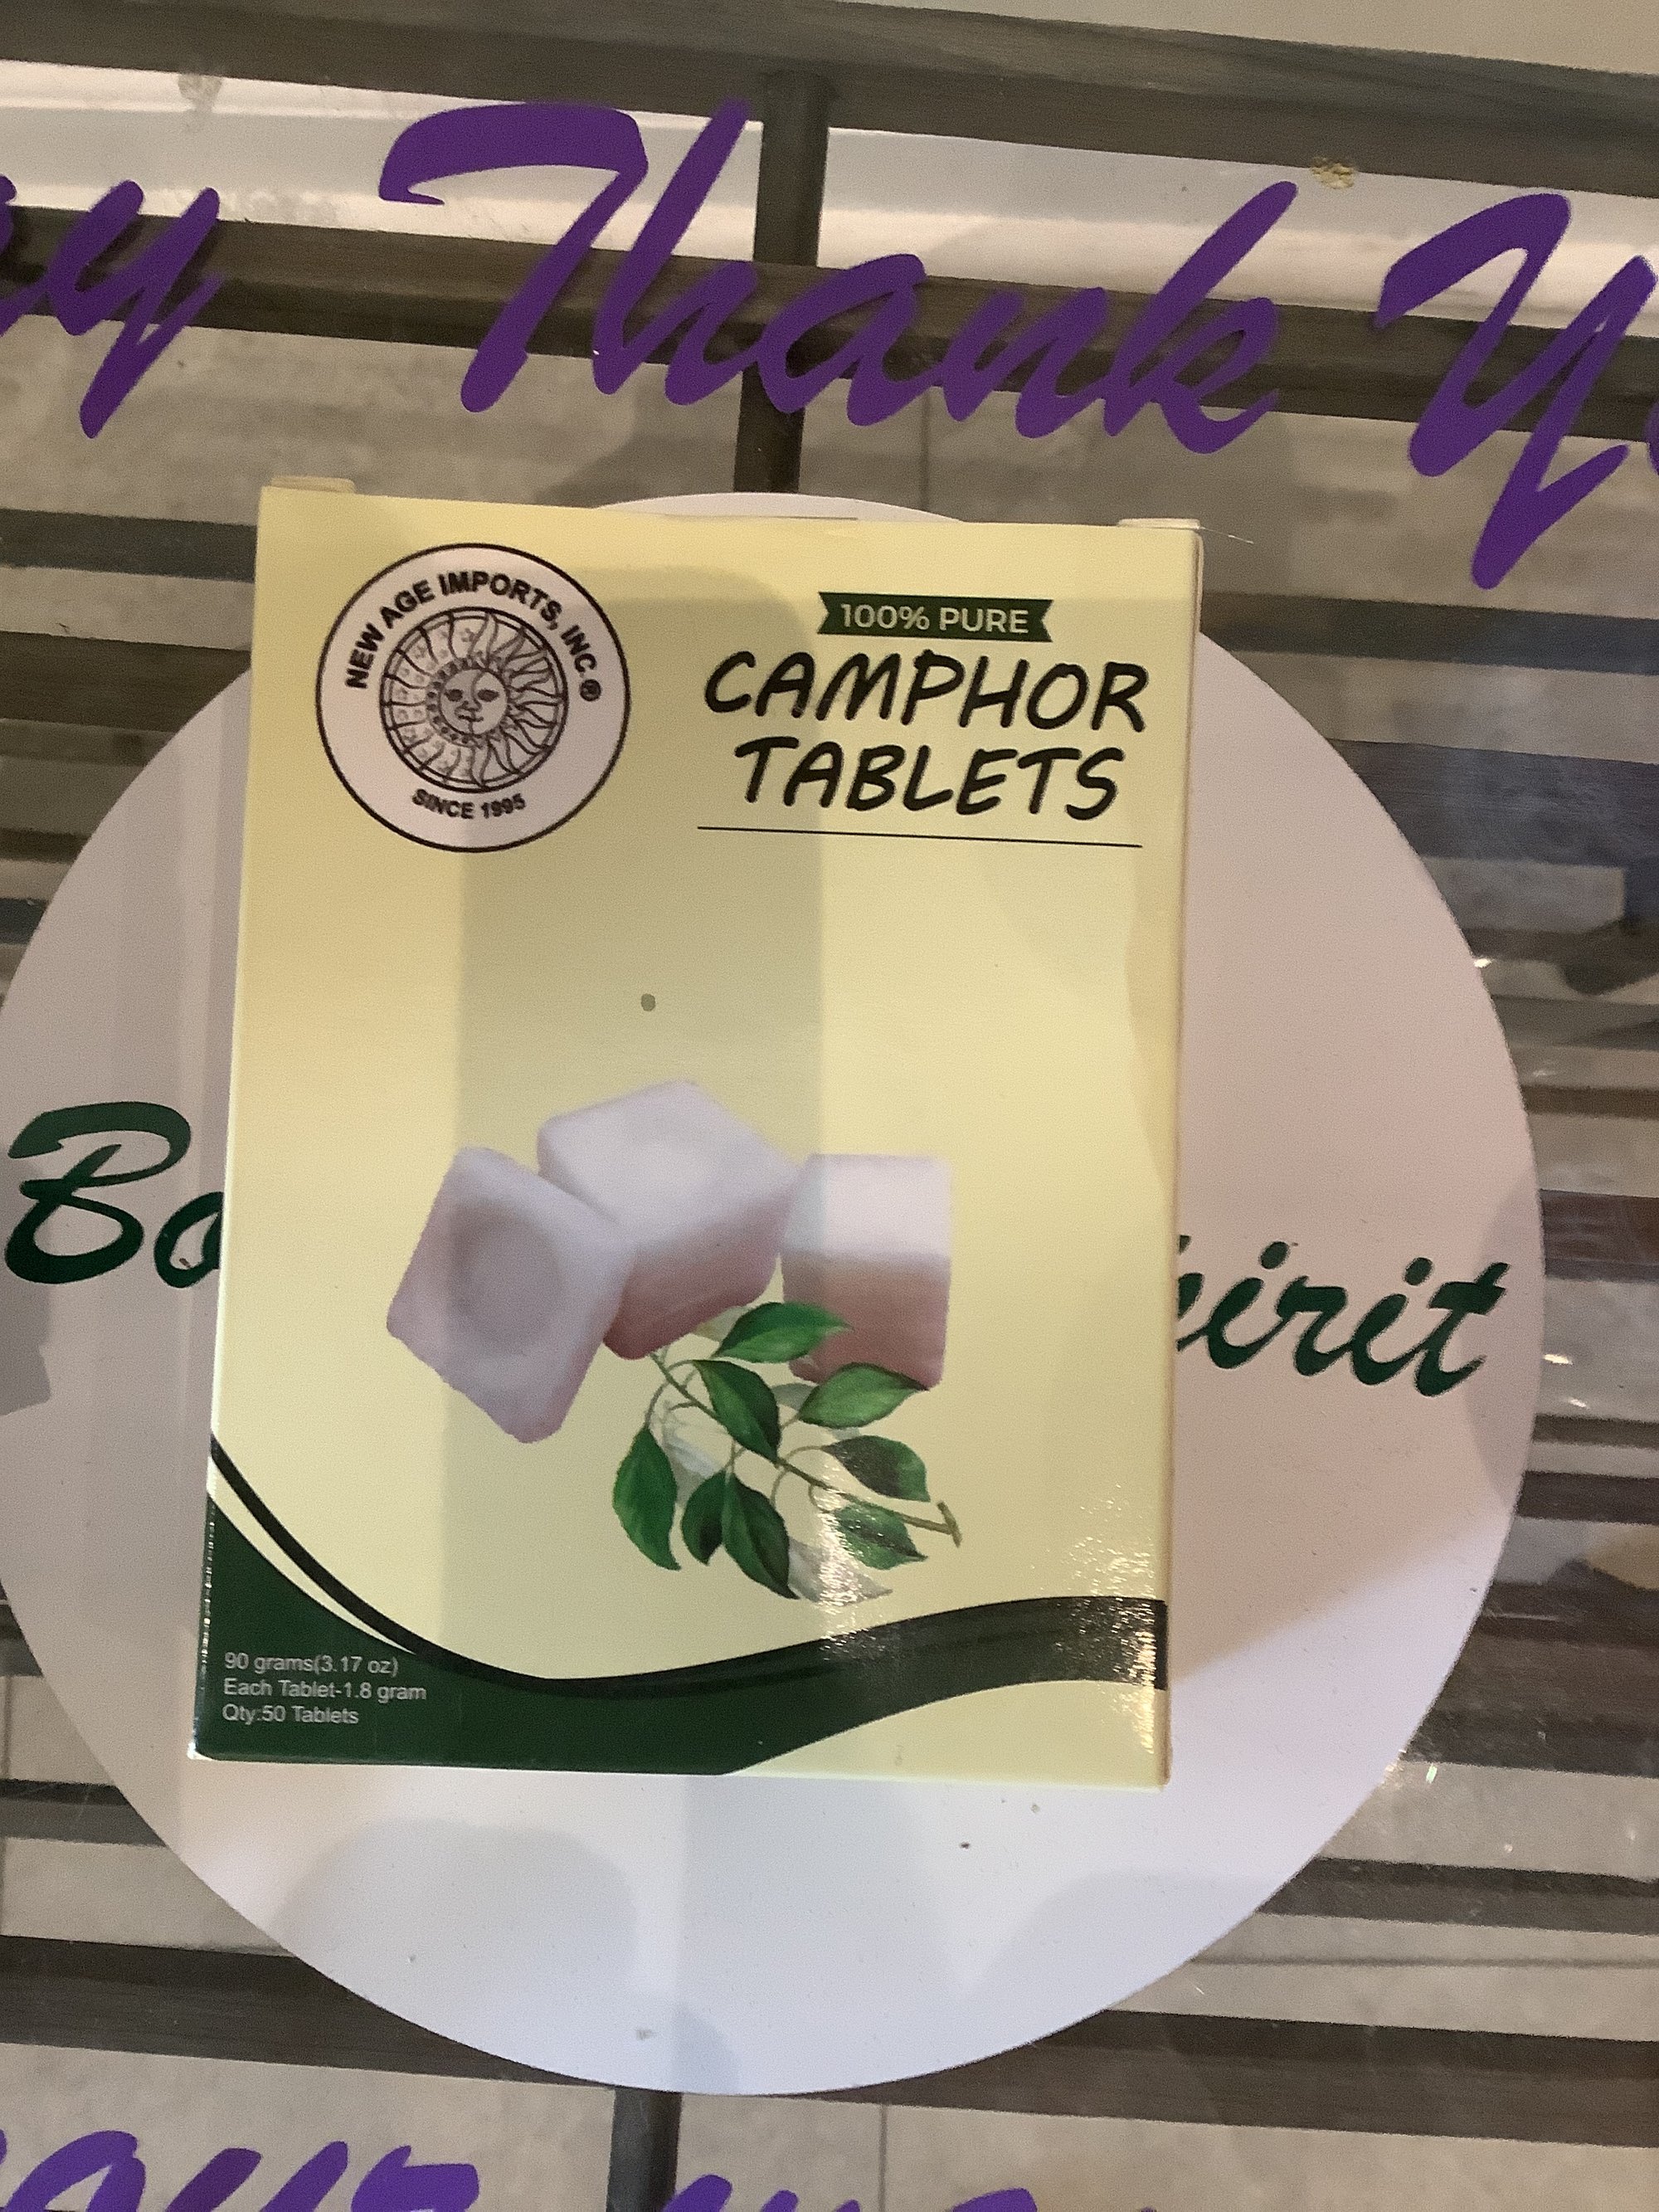 Thank
NEW AGE IMPORTS, INC.®
SINCE 1995
100% PURE
CAMPHOR
TABLETS
90 grams(3.17 oz)
Each Tablet-1.8 gram
Qty:50 Tablets